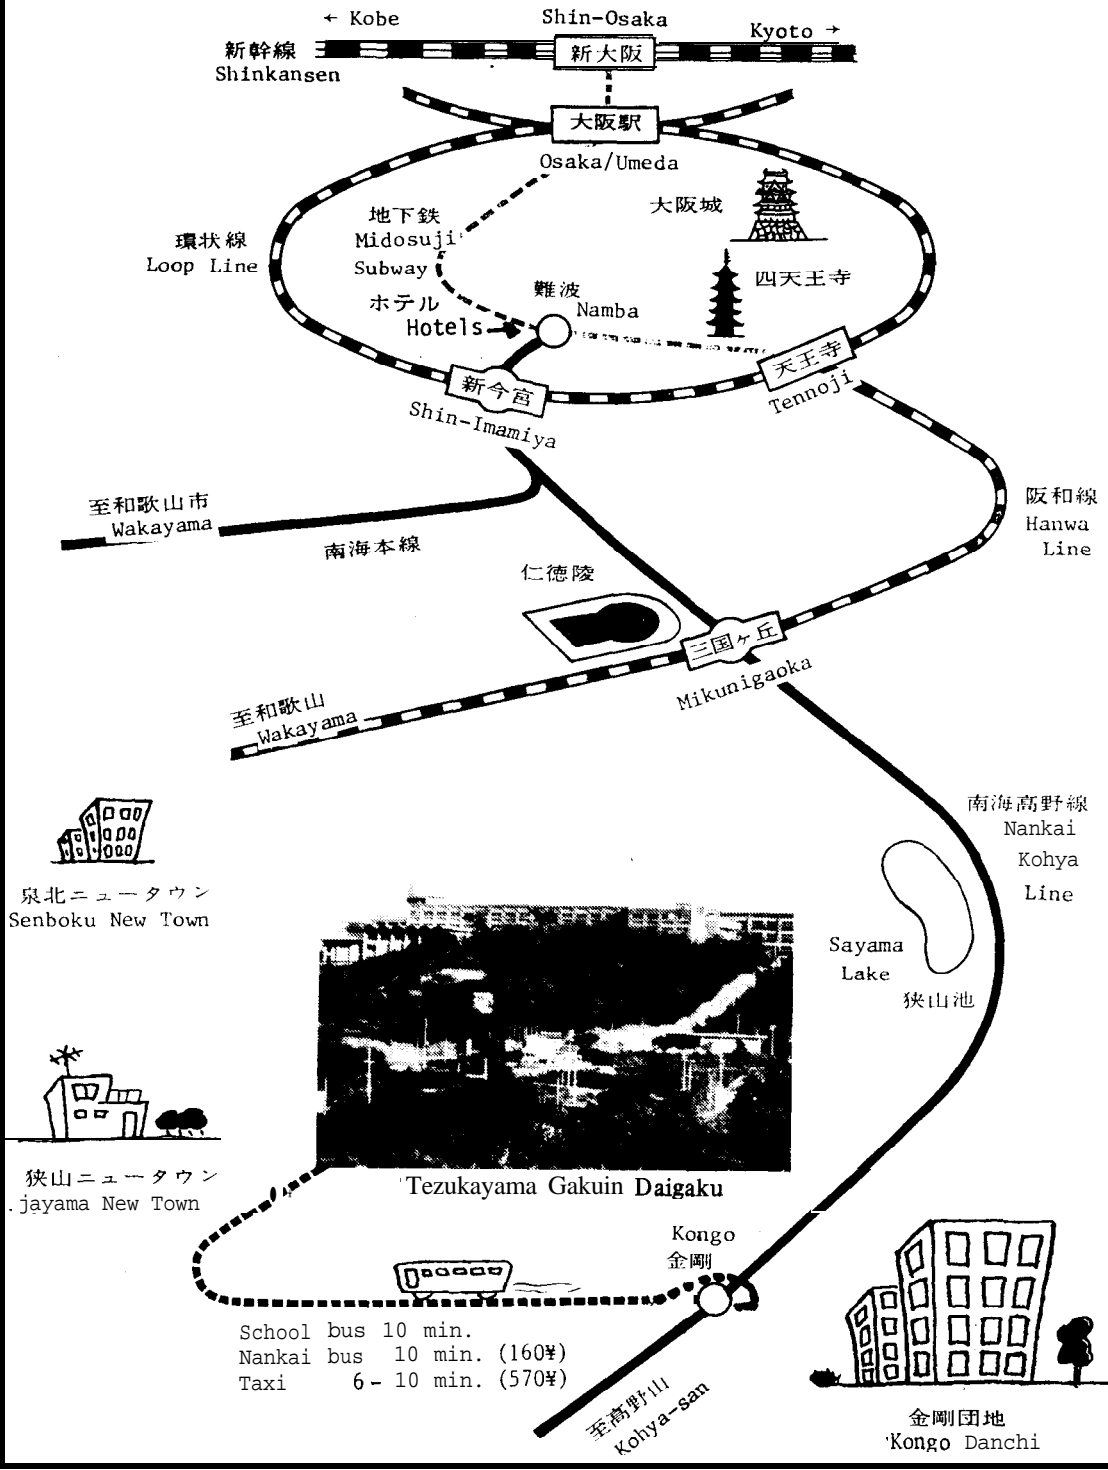 ← Kobe
Shin-Osaka
Kyoto →
新幹線
Shinkansen
新大阪
大阪駅
Osaka/Umeda
大阪城
地下鉄
Midosuji
Subway
環状線
Loop Line
四天王寺
難波
Namba
ホテル
Hotels
天王寺
Tennoji
新今宮
Shin-Imamiya
至和歌山市
Wakayama
南海本線
阪和線
Hanwa
Line
仁徳陵
三国ヶ丘
Mikunigaoka
至和歌山
Wakayama
南海高野線
Nankai
Kohya
Line
泉北ニュータウン
Senboku New Town
Sayama
Lake
狭山池
狭山ニュータウン
jayama New Town
Tezukayama Gakuin Daigaku
Kongo
金剛
School bus 10 min.
Nankai bus 10 min. (160¥)
Taxi 6- 10 min. (570¥)
至高野山
Kohya-san
金剛団地
Kongo Danchi